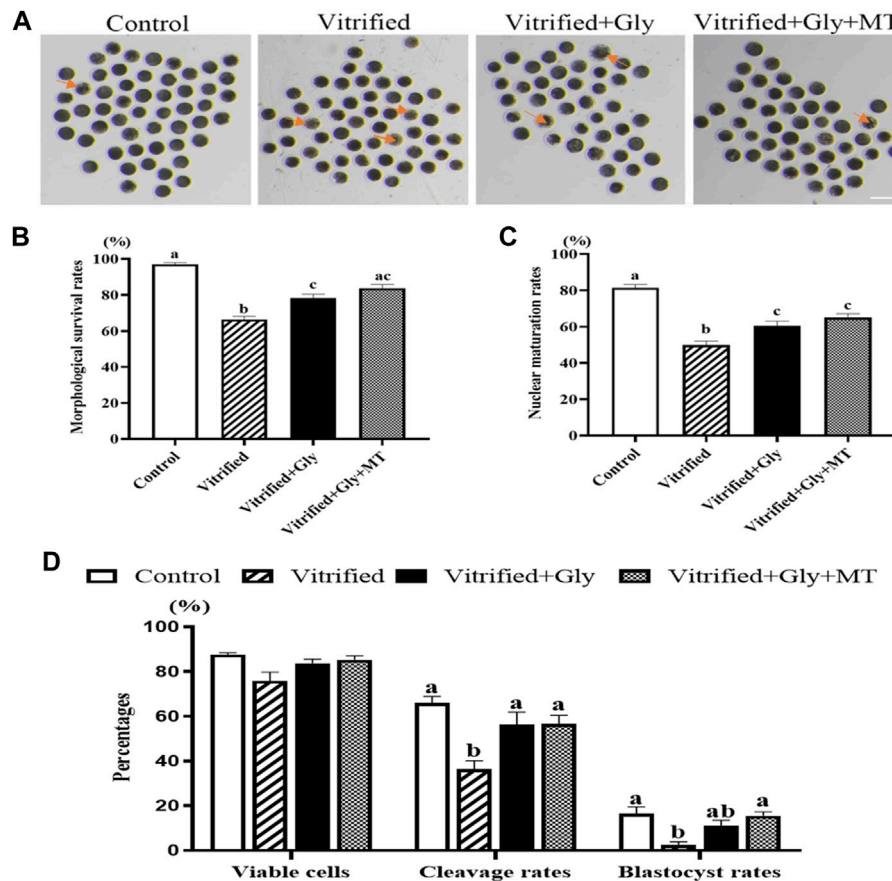 A
Control Vitrified Vitrified+Gly Vitrified+Gly+MT
B
(%)
a
b
c
ac
100
80
60
40
20
0
Morphological survival rates
Control Vitrified Vitrified+Gly Vitrified+Gly+MT
C
(%)
a
b
c
c
80
60
40
20
0
Nuclear maturation rates
Control Vitrified Vitrified+Gly Vitrified+Gly+MT
D
Control Vitrified Vitrified+Gly Vitrified+Gly+MT
(%)
100
80
60
40
20
0
Percentages
a b a a
a b ab a
Viable cells Cleavage rates Blastocyst rates